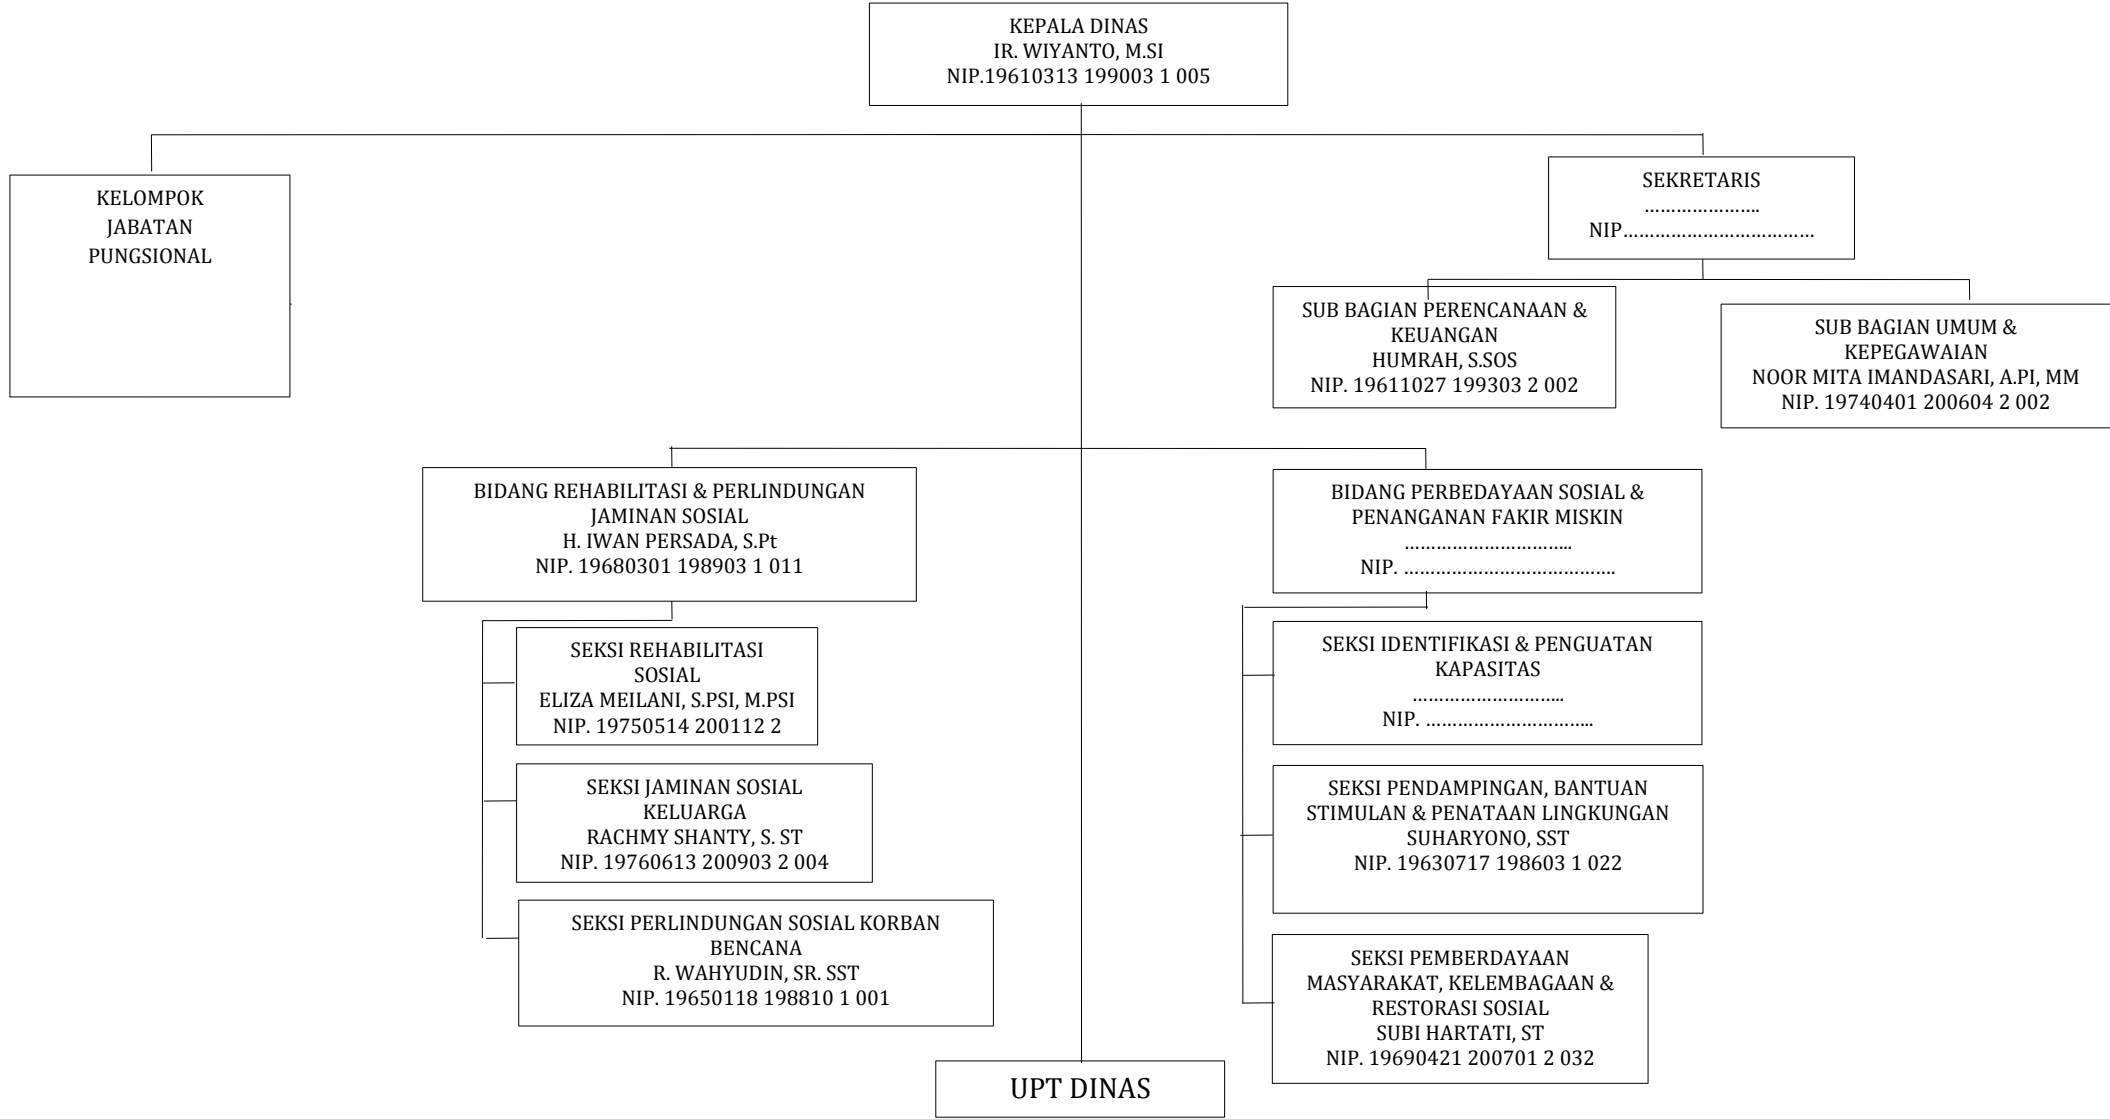 KEPALA DINAS
IR. WIYANTO, M.SI
NIP.19610313 199003 1 005
KELOMPOK
JABATAN
PUNGSIONAL
SEKRETARIS
………………….
NIP………………………………
SUB BAGIAN PERENCANAAN &
KEUANGAN
HUMRAH, S.SOS
NIP. 19611027 199303 2 002
SUB BAGIAN UMUM &
KEPEGAWAIAN
NOOR MITA IMANDASARI, A.PI, MM
NIP. 19740401 200604 2 002
BIDANG REHABILITASI & PERLINDUNGAN
JAMINAN SOSIAL
H. IWAN PERSADA, S.Pt
NIP. 19680301 198903 1 011
SEKSI REHABILITASI
SOSIAL
ELIZA MEILANI, S.PSI, M.PSI
NIP. 19750514 200112 2
SEKSI JAMINAN SOSIAL
KELUARGA
RACHMY SHANTY, S. ST
NIP. 19760613 200903 2 004
SEKSI PERLINDUNGAN SOSIAL KORBAN
BENCANA
R. WAHYUDIN, SR. SST
NIP. 19650118 198810 1 001
BIDANG PERBEDAYAAN SOSIAL &
PENANGANAN FAKIR MISKIN
…………………………..
NIP. ………………………………….
SEKSI IDENTIFIKASI & PENGUATAN
KAPASITAS
………………………..
NIP. …………………………..
SEKSI PENDAMPINGAN, BANTUAN
STIMULAN & PENATAAN LINGKUNGAN
SUHARYONO, SST
NIP. 19630717 198603 1 022
SEKSI PEMBERDAYAAN
MASYARAKAT, KELEMBAGAAN &
RESTORASI SOSIAL
SUBI HARTATI, ST
NIP. 19690421 200701 2 032
UPT DINAS